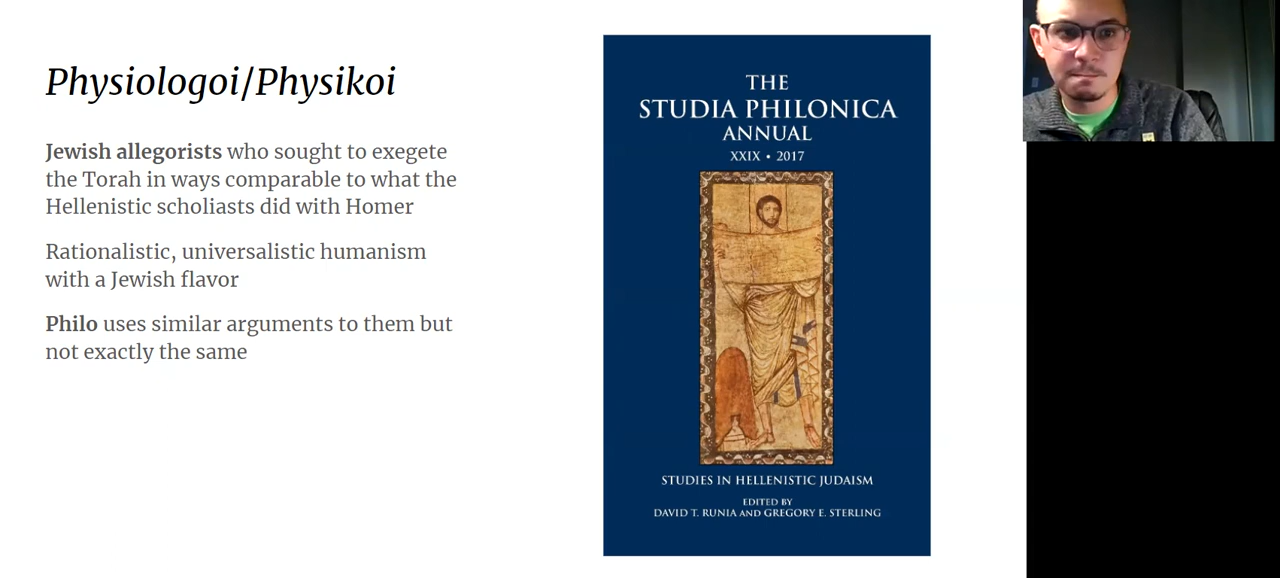 Physiologoi/Physikoi
Jewish allegorists who sought to exegete
the Torah in ways comparable to what the
Hellenistic scholiasts did with Homer
Rationalistic, universalistic humanism
with a Jewish flavor
Philo uses similar arguments to them but
not exactly the same
THE
STUDIA PHILONICA
ANNUAL
XXIX • 2017
STUDIES IN HELLENISTIC JUDAISM
EDITED BY
DAVID T. RUNIA AND GREGORY E. STERLING